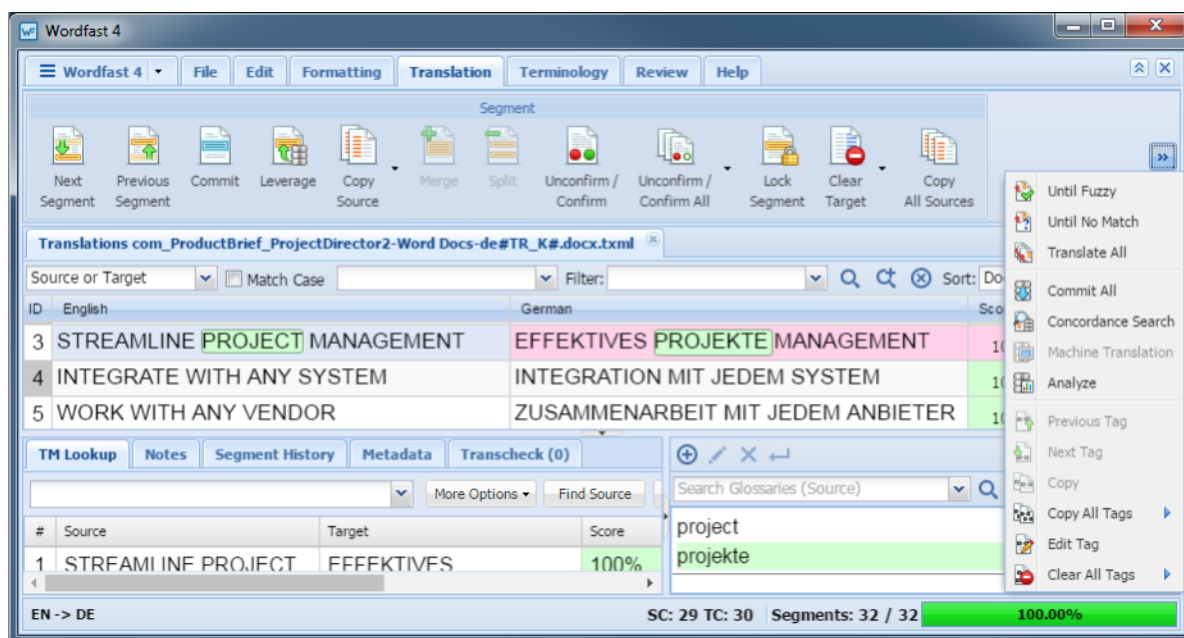 Wordfast 4
Wordfast 4 File Edit Formatting Translation Terminology Review Help
Segment
Next Segment
Previous Segment
Commit
Leverage
Copy Source
Merge
Split
Unconfirm / Confirm
Unconfirm / Confirm All
Lock Segment
Clear Target
Copy All Sources
Until Fuzzy
Until No Match
Translate All
Commit All
Concordance Search
Machine Translation
Analyze
Previous Tag
Next Tag
Copy
Copy All Tags
Edit Tag
Clear All Tags
Translations com_ProductBrief_ProjectDirector2-Word Docs-de#TR_K#.docx.txml
Source or Target Match Case Filter: Sort: Do
ID English German Sco
3 STREAMLINE PROJECT MANAGEMENT EFFEKTIVES PROJEKTE MANAGEMENT 10
4 INTEGRATE WITH ANY SYSTEM INTEGRATION MIT JEDEM SYSTEM 10
5 WORK WITH ANY VENDOR ZUSAMMENARBEIT MIT JEDEM ANBIETER 10
TM Lookup Notes Segment History Metadata Transcheck (0)
More Options Find Source
Search Glossaries (Source)
# Source Target Score
1 STREAMLINE PROJECT EFFEKTIVES 100%
project
projekte
EN -> DE SC: 29 TC: 30 Segments: 32 / 32 100.00%